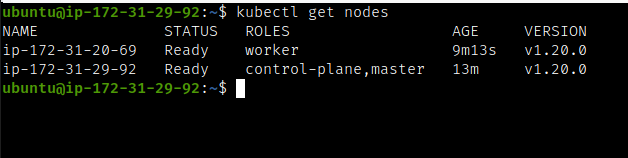 ubuntu@ip-172-31-29-92:~$ kubectl get nodes
NAME STATUS ROLES AGE VERSION
ip-172-31-20-69 Ready worker 9m13s v1.20.0
ip-172-31-29-92 Ready control-plane,master 13m v1.20.0
ubuntu@ip-172-31-29-92:~$